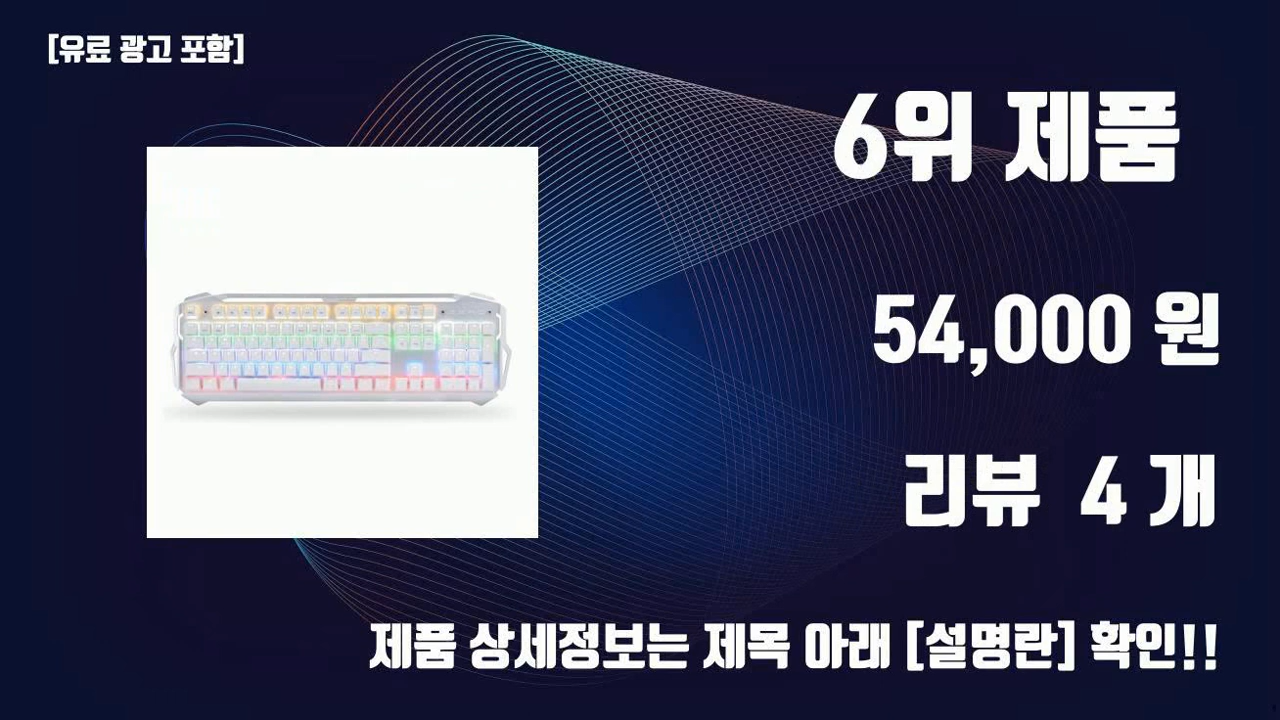 [유료 광고 포함]
6위 제품
54,000 원
리뷰 4 개
제품 상세정보는 제목 아래 [설명란] 확인!!